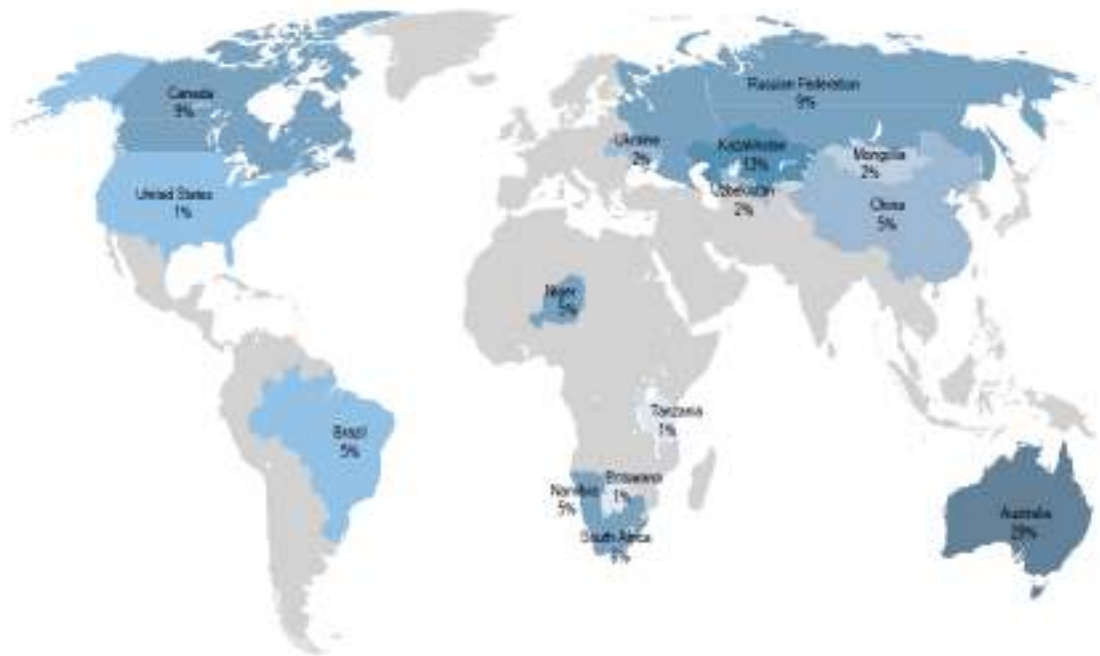 Canada
9%
Russian Federation
9%
Ukraine
2%
Kazakhstan
13%
Mongolia
2%
United States
1%
Uzbekistan
2%
China
5%
Niger
5%
Tanzania
1%
Brazil
5%
Namibia
5%
Botswana
1%
South Africa
Australia